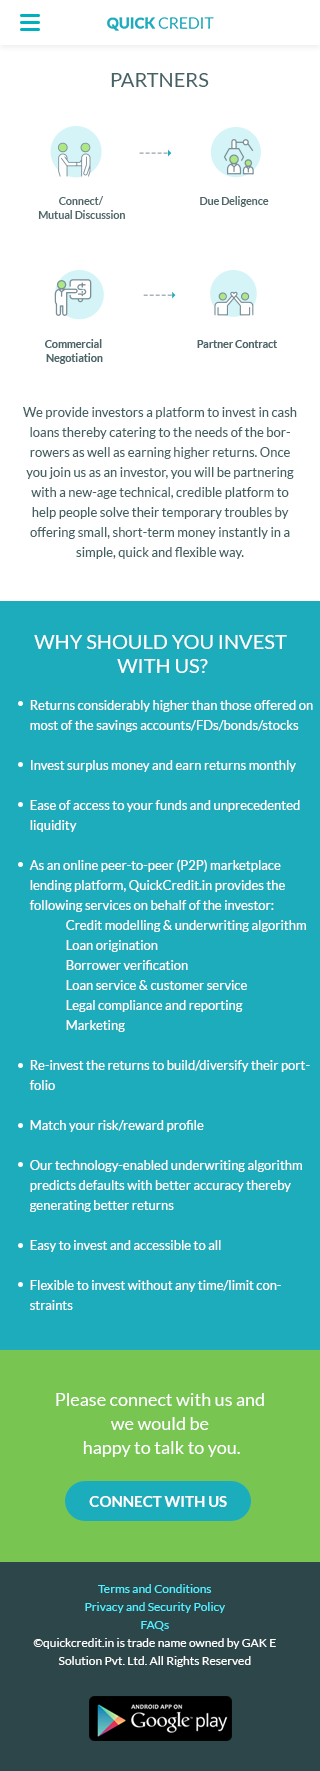 QUICK CREDIT
PARTNERS
Connect/
Mutual Discussion
Due Deligence
Commercial
Negotiation
Partner Contract
We provide investors a platform to invest in cash
loans thereby catering to the needs of the bor-
rowers as well as earning higher returns. Once
you join us as an investor, you will be partnering
with a new-age technical, credible platform to
help people solve their temporary troubles by
offering small, short-term money instantly in a
simple, quick and flexible way.
WHY SHOULD YOU INVEST
WITH US?
• Returns considerably higher than those offered on
most of the savings accounts/FDs/bonds/stocks
• Invest surplus money and earn returns monthly
• Ease of access to your funds and unprecedented
liquidity
• As an online peer-to-peer (P2P) marketplace
lending platform, QuickCredit.in provides the
following services on behalf of the investor:
Credit modelling & underwriting algorithm
Loan origination
Borrower verification
Loan service & customer service
Legal compliance and reporting
Marketing
• Re-invest the returns to build/diversify their port-
folio
• Match your risk/reward profile
• Our technology-enabled underwriting algorithm
predicts defaults with better accuracy thereby
generating better returns
• Easy to invest and accessible to all
• Flexible to invest without any time/limit con-
straints
Please connect with us and
we would be
happy to talk to you.
CONNECT WITH US
Terms and Conditions
Privacy and Security Policy
FAQs
©quickcredit.in is trade name owned by GAK E
Solution Pvt. Ltd. All Rights Reserved
ANDROID APP ON
Google play